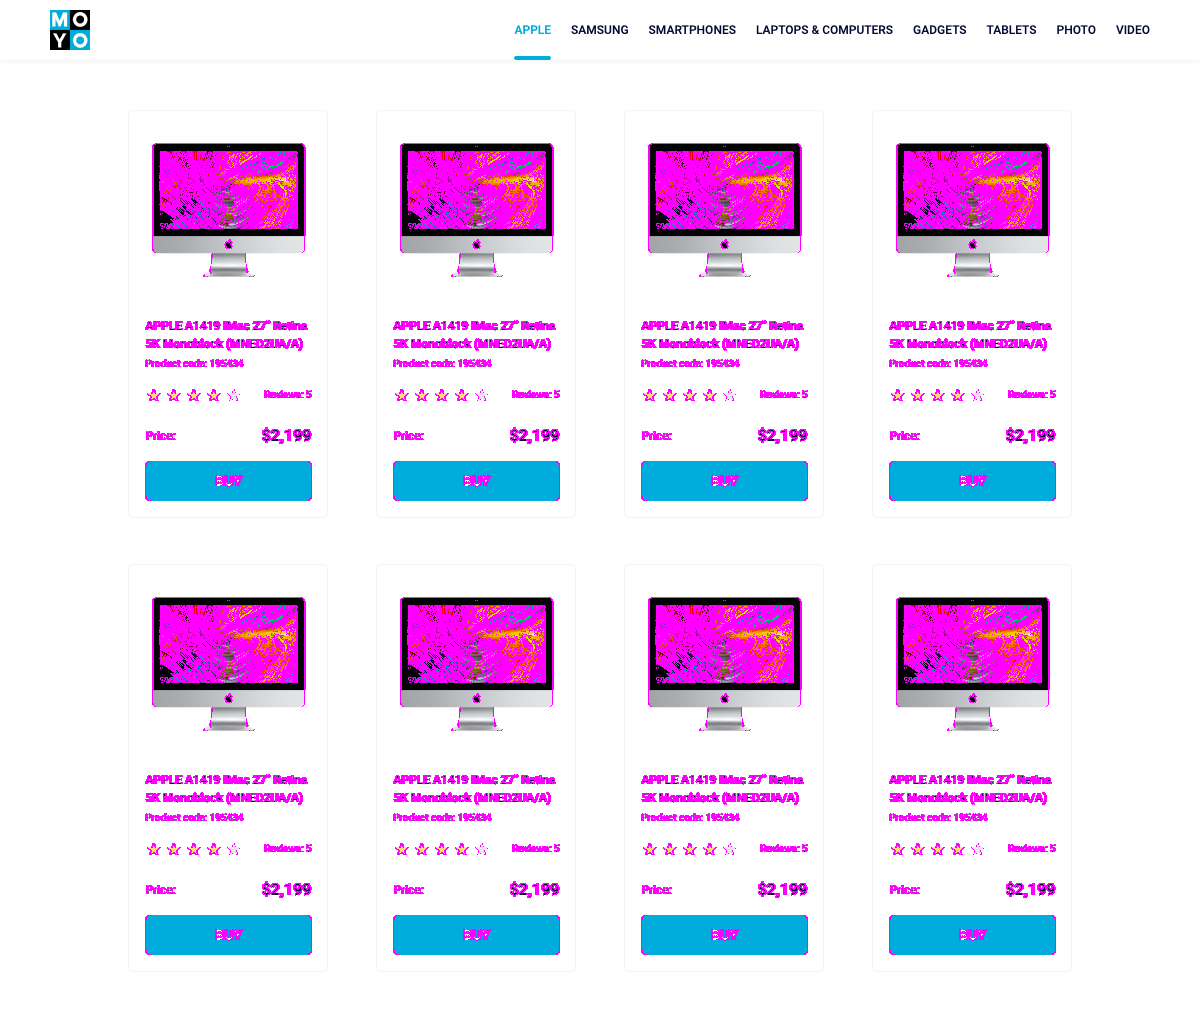 MO
YO
APPLE SAMSUNG SMARTPHONES LAPTOPS & COMPUTERS GADGETS TABLETS PHOTO VIDEO
APPLE A1419 iMac 27" Retina APPLE A1419 iMac 27" Retina APPLE A1419 iMac 27" Retina APPLE A1419 iMac 27" Retina
5K Monoblock (MNED2UA/A) 5K Monoblock (MNED2UA/A) 5K Monoblock (MNED2UA/A) 5K Monoblock (MNED2UA/A)
Product code: 195434 Product code: 195434 Product code: 195434 Product code: 195434
Reviews: 5 Reviews: 5 Reviews: 5 Reviews: 5
Price: $2,199 Price: $2,199 Price: $2,199 Price: $2,199
BUY BUY BUY BUY
APPLE A1419 iMac 27" Retina APPLE A1419 iMac 27" Retina APPLE A1419 iMac 27" Retina APPLE A1419 iMac 27" Retina
5K Monoblock (MNED2UA/A) 5K Monoblock (MNED2UA/A) 5K Monoblock (MNED2UA/A) 5K Monoblock (MNED2UA/A)
Product code: 195434 Product code: 195434 Product code: 195434 Product code: 195434
Reviews: 5 Reviews: 5 Reviews: 5 Reviews: 5
Price: $2,199 Price: $2,199 Price: $2,199 Price: $2,199
BUY BUY BUY BUY